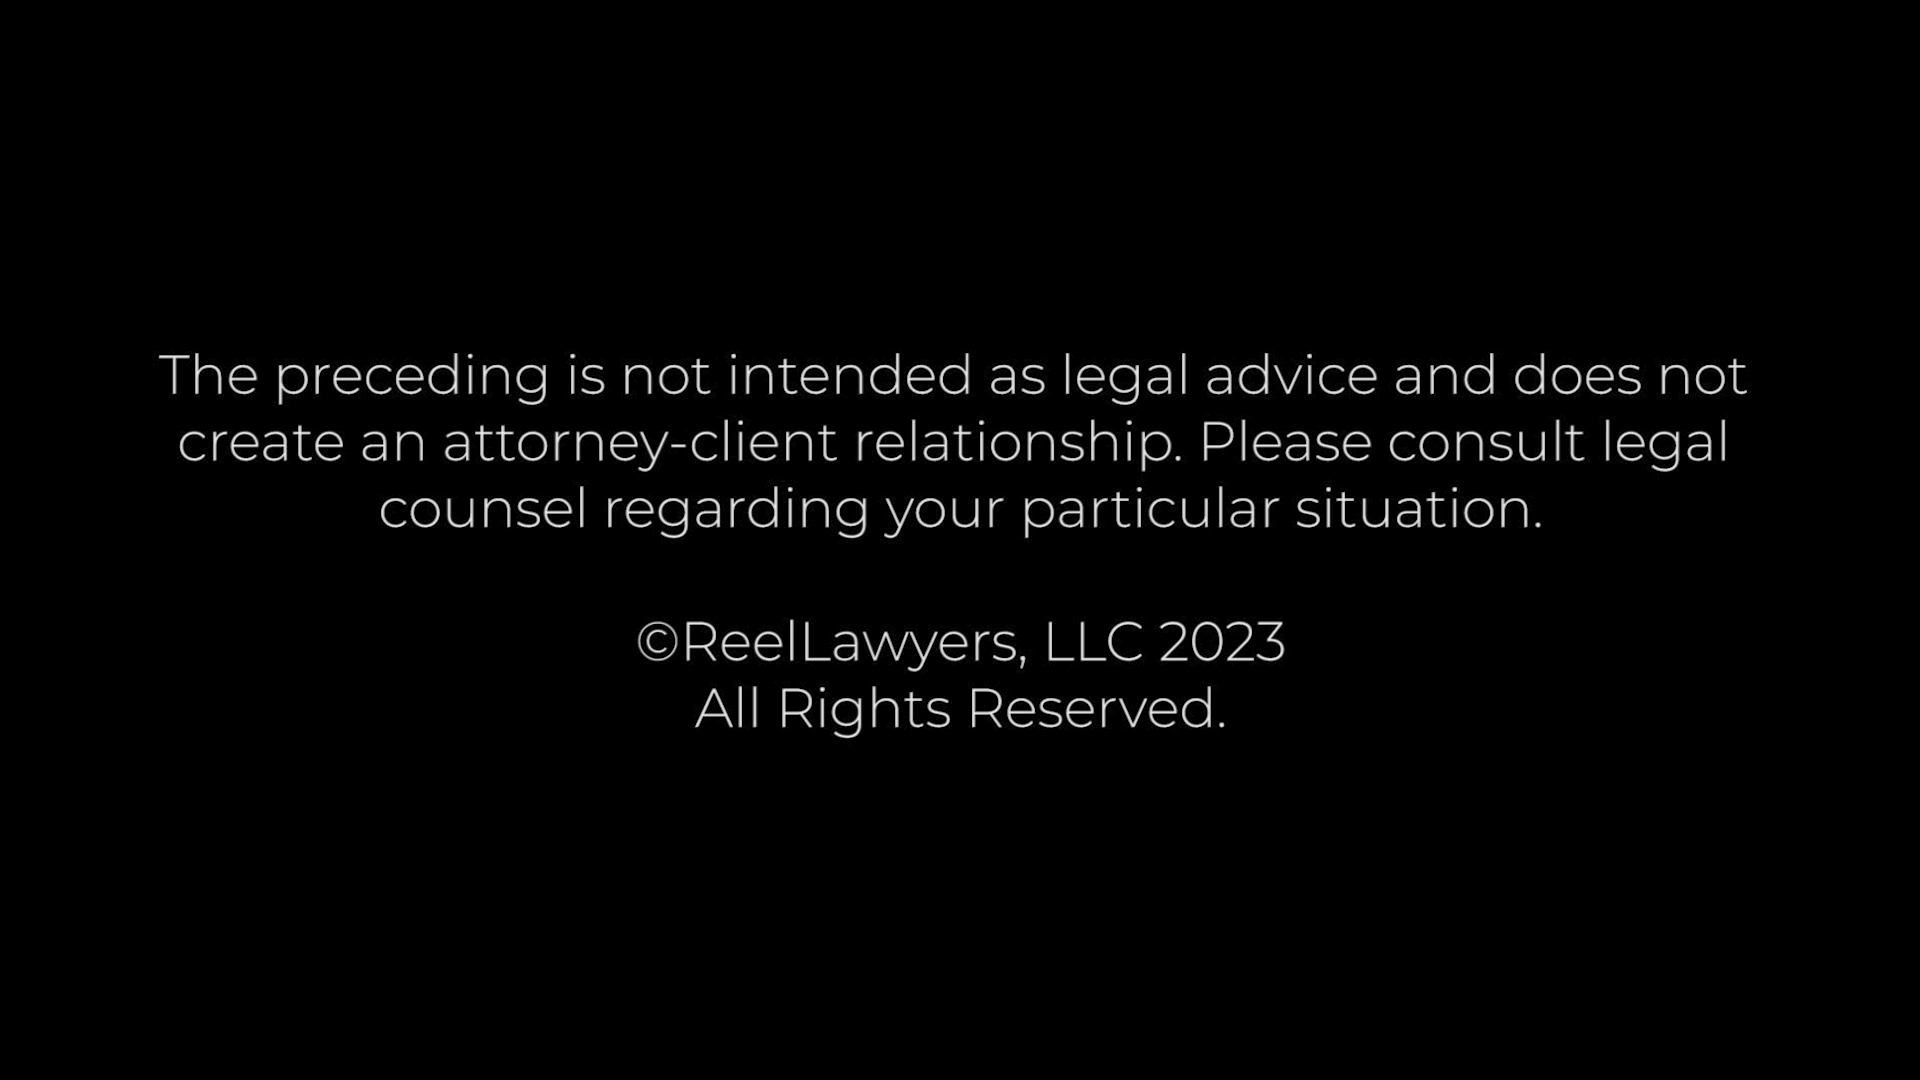 The preceding is not intended as legal advice and does not
create an attorney-client relationship. Please consult legal
counsel regarding your particular situation.
©ReelLawyers, LLC 2023
All Rights Reserved.